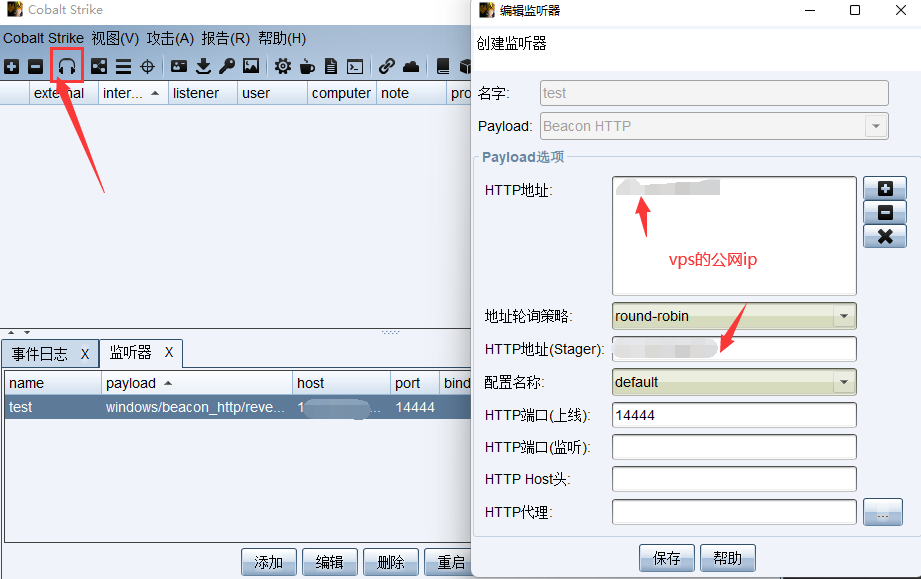 Cobalt Strike
Cobalt Strike 视图(V) 攻击(A) 报告(R) 帮助(H)
external inter... listener user computer note pro
事件日志 X 监听器 X
name payload host port bind
test windows/beacon_http/reve... 1 ... 14444
添加 编辑 删除 重启
编辑监听器
创建监听器
名字: test
Payload: Beacon HTTP
Payload选项
HTTP地址:
vps的公网ip
地址轮询策略: round-robin
HTTP地址(Stager):
配置名称: default
HTTP端口(上线): 14444
HTTP端口(监听):
HTTP Host头:
HTTP代理: ...
保存 帮助